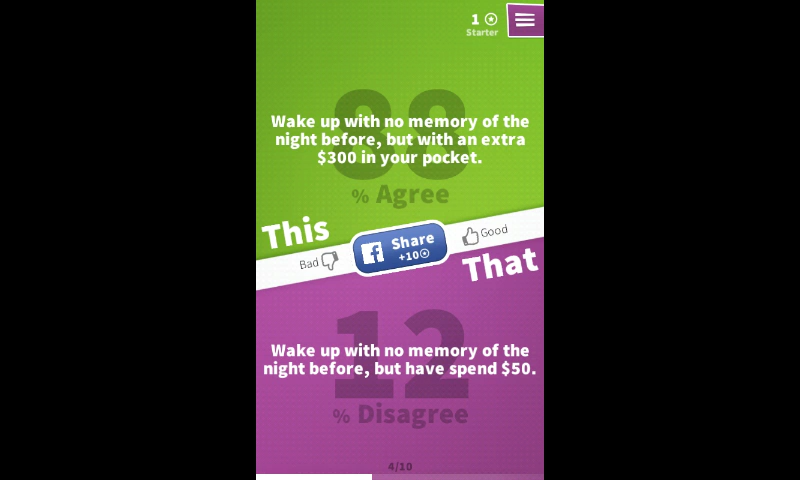 1
Starter
88
Wake up with no memory of the
night before, but with an extra
$300 in your pocket.
% Agree
This
Bad
Share
+10
Good
That
12
Wake up with no memory of the
night before, but have spend $50.
% Disagree
4/10